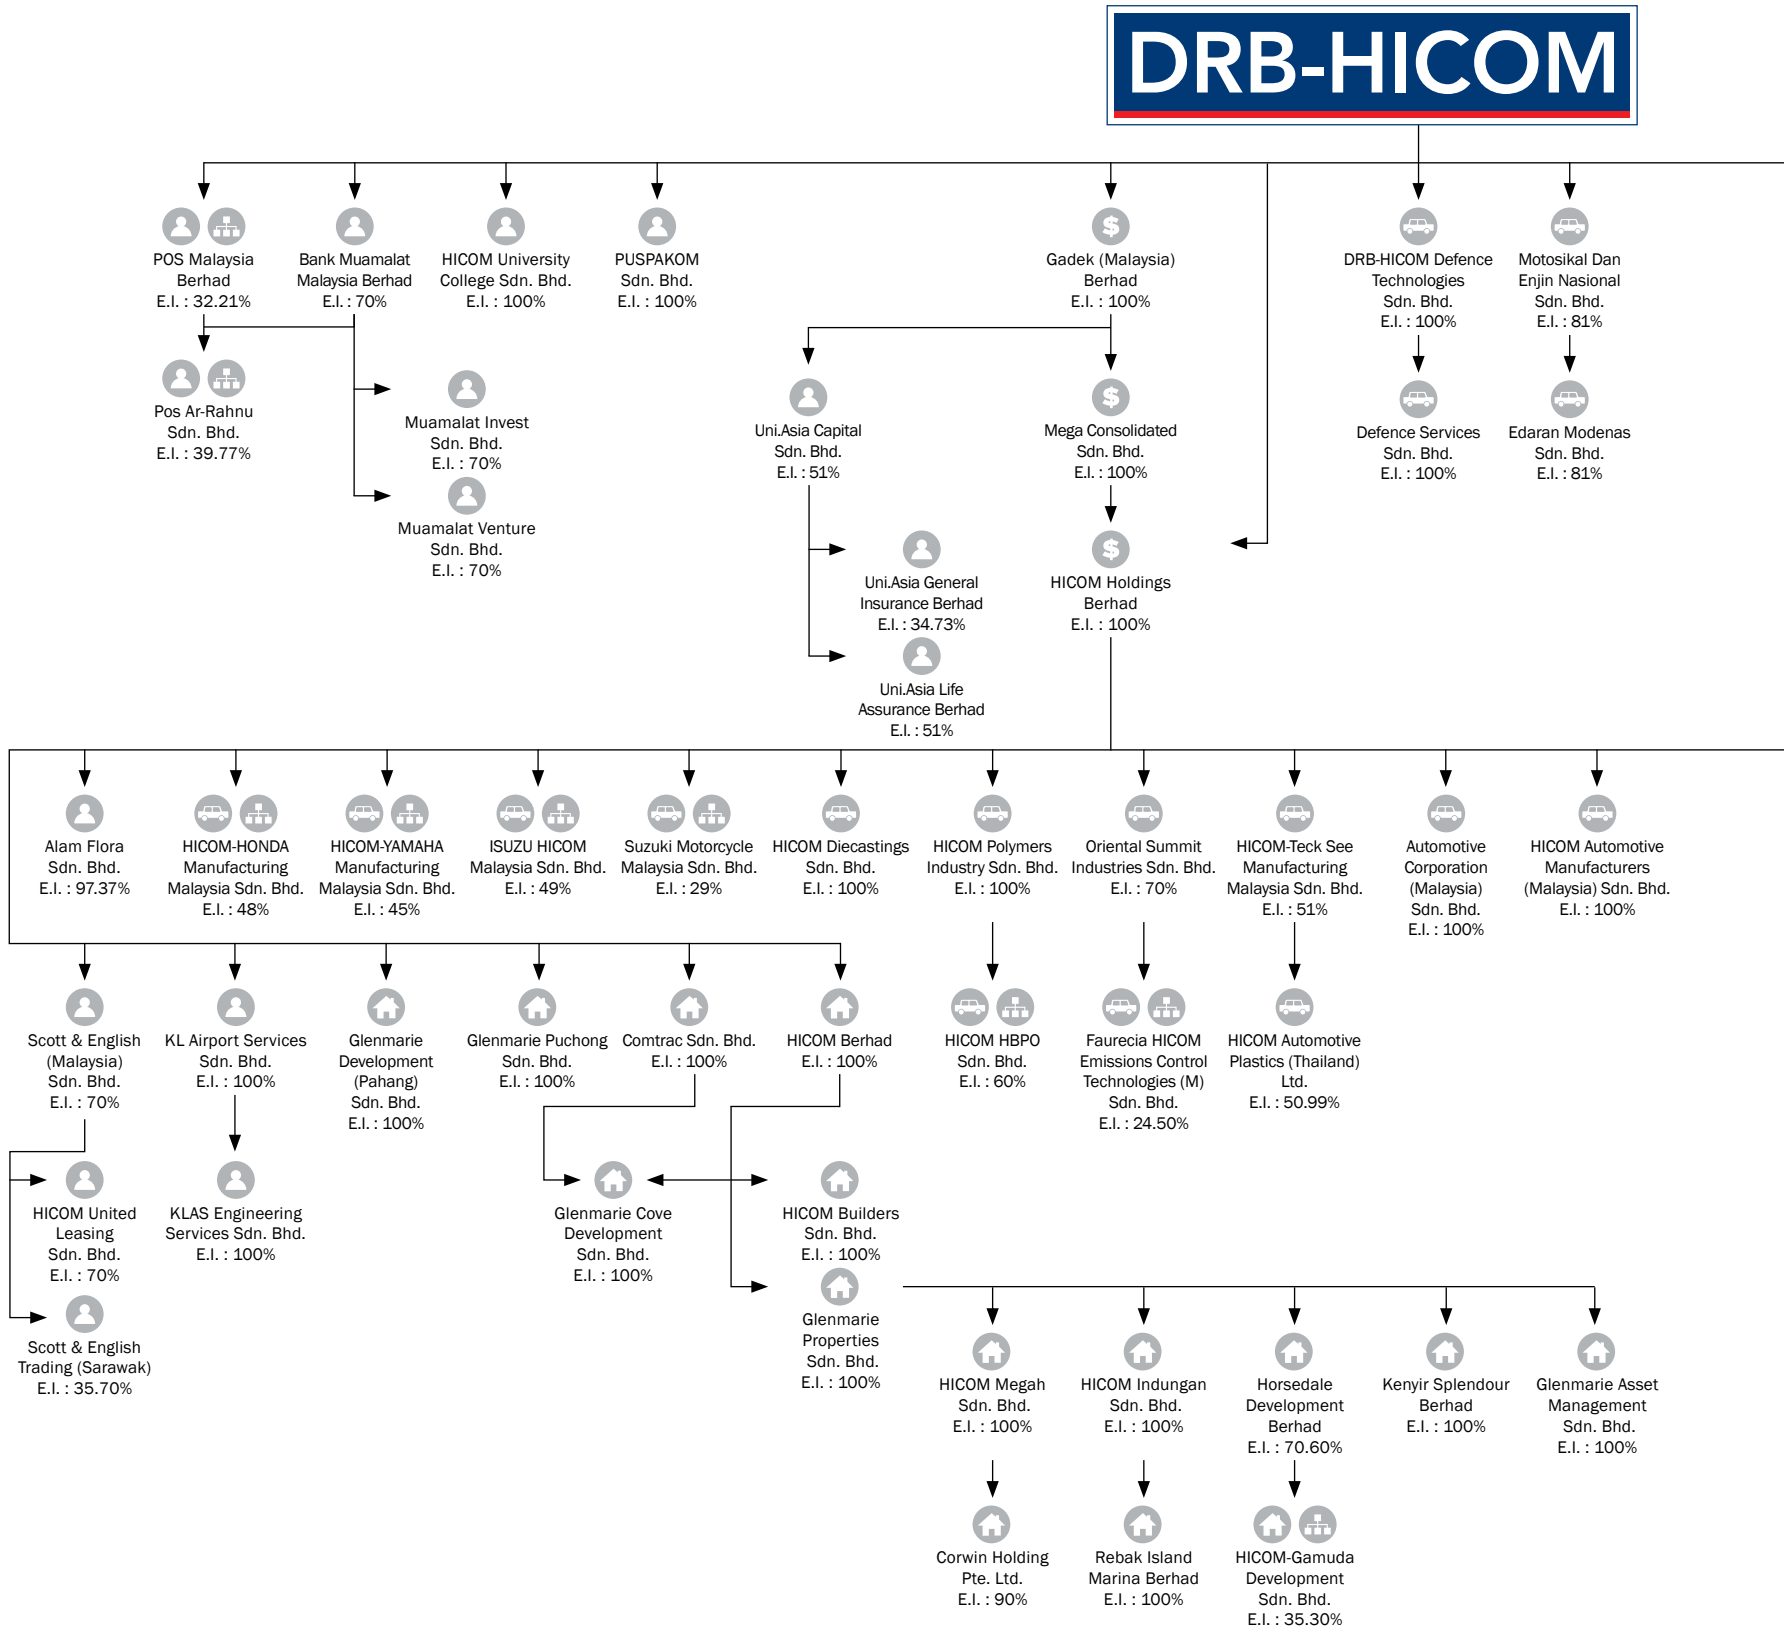 DRB-HICOM
POS Malaysia
Berhad
E.I. : 32.21%
Bank Muamalat
Malaysia Berhad
E.I. : 70%
HICOM University
College Sdn. Bhd.
E.I. : 100%
PUSPAKOM
Sdn. Bhd.
E.I. : 100%
Gadek (Malaysia)
Berhad
E.I. : 100%
DRB-HICOM Defence
Technologies
Sdn. Bhd.
E.I. : 100%
Motosikal Dan
Enjin Nasional
Sdn. Bhd.
E.I. : 81%
Pos Ar-Rahnu
Sdn. Bhd.
E.I. : 39.77%
Muamalat Invest
Sdn. Bhd.
E.I. : 70%
Muamalat Venture
Sdn. Bhd.
E.I. : 70%
Uni.Asia Capital
Sdn. Bhd.
E.I. : 51%
Mega Consolidated
Sdn. Bhd.
E.I. : 100%
Defence Services
Sdn. Bhd.
E.I. : 100%
Edaran Modenas
Sdn. Bhd.
E.I. : 81%
Uni.Asia General
Insurance Berhad
E.I. : 34.73%
HICOM Holdings
Berhad
E.I. : 100%
Uni.Asia Life
Assurance Berhad
E.I. : 51%
Alam Flora
Sdn. Bhd.
E.I. : 97.37%
HICOM-HONDA
Manufacturing
Malaysia Sdn. Bhd.
E.I. : 48%
HICOM-YAMAHA
Manufacturing
Malaysia Sdn. Bhd.
E.I. : 45%
ISUZU HICOM
Malaysia Sdn. Bhd.
E.I. : 49%
Suzuki Motorcycle
Malaysia Sdn. Bhd.
E.I. : 29%
HICOM Diecastings
Sdn. Bhd.
E.I. : 100%
HICOM Polymers
Industry Sdn. Bhd.
E.I. : 100%
Oriental Summit
Industries Sdn. Bhd.
E.I. : 70%
HICOM-Teck See
Manufacturing
Malaysia Sdn. Bhd.
E.I. : 51%
Automotive
Corporation
(Malaysia)
Sdn. Bhd.
E.I. : 100%
HICOM Automotive
Manufacturers
(Malaysia) Sdn. Bhd.
E.I. : 100%
Scott & English
(Malaysia)
Sdn. Bhd.
E.I. : 70%
KL Airport Services
Sdn. Bhd.
E.I. : 100%
Glenmarie
Development
(Pahang)
Sdn. Bhd.
E.I. : 100%
Glenmarie Puchong
Sdn. Bhd.
E.I. : 100%
Comtrac Sdn. Bhd.
E.I. : 100%
HICOM Berhad
E.I. : 100%
HICOM HBPO
Sdn. Bhd.
E.I. : 60%
Faurecia HICOM
Emissions Control
Technologies (M)
Sdn. Bhd.
E.I. : 24.50%
HICOM Automotive
Plastics (Thailand)
Ltd.
E.I. : 50.99%
HICOM United
Leasing
Sdn. Bhd.
E.I. : 70%
KLAS Engineering
Services Sdn. Bhd.
E.I. : 100%
Glenmarie Cove
Development
Sdn. Bhd.
E.I. : 100%
HICOM Builders
Sdn. Bhd.
E.I. : 100%
Scott & English
Trading (Sarawak)
E.I. : 35.70%
Glenmarie
Properties
Sdn. Bhd.
E.I. : 100%
HICOM Megah
Sdn. Bhd.
E.I. : 100%
HICOM Indungan
Sdn. Bhd.
E.I. : 100%
Horsedale
Development
Berhad
E.I. : 70.60%
Kenyir Splendour
Berhad
E.I. : 100%
Glenmarie Asset
Management
Sdn. Bhd.
E.I. : 100%
Corwin Holding
Pte. Ltd.
E.I. : 90%
Rebak Island
Marina Berhad
E.I. : 100%
HICOM-Gamuda
Development
Sdn. Bhd.
E.I. : 35.30%